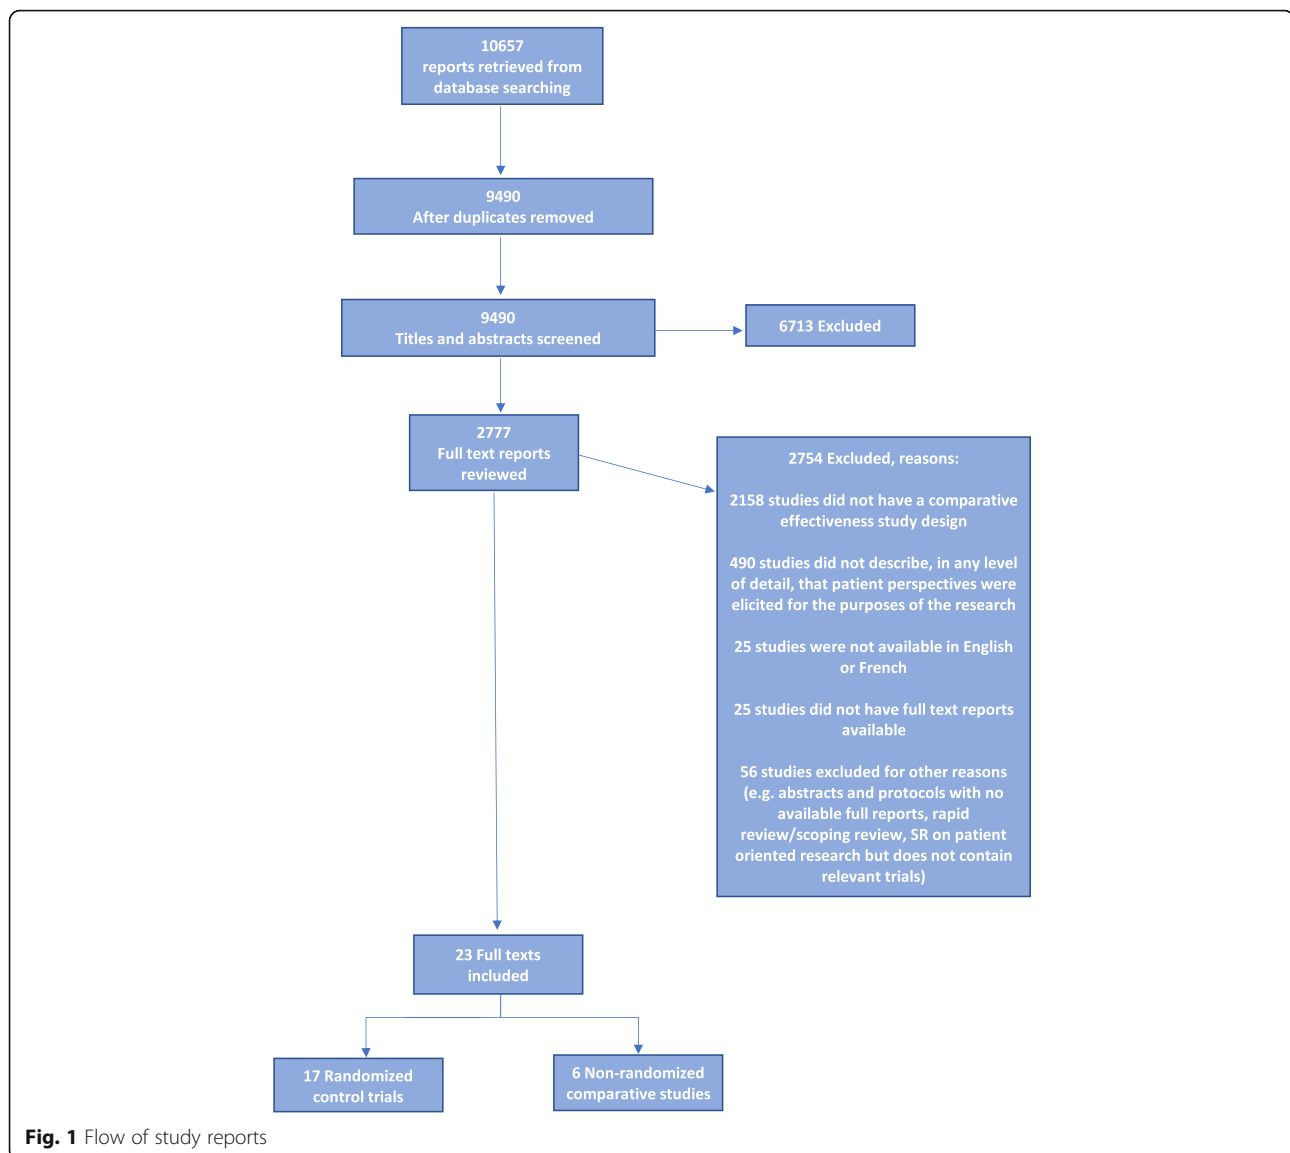 10657
reports retrieved from
database searching
9490
After duplicates removed
9490
Titles and abstracts screened
6713 Excluded
2777
Full text reports
reviewed
2754 Excluded, reasons:
2158 studies did not have a comparative
effectiveness study design
490 studies did not describe, in any level
of detail, that patient perspectives were
elicited for the purposes of the research
25 studies were not available in English
or French
25 studies did not have full text reports
available
56 studies excluded for other reasons
(e.g. abstracts and protocols with no
available full reports, rapid
review/scoping review, SR on patient
oriented research but does not contain
relevant trials)
23 Full texts
included
17 Randomized
control trials
6 Non-randomized
comparative studies
Fig. 1 Flow of study reports